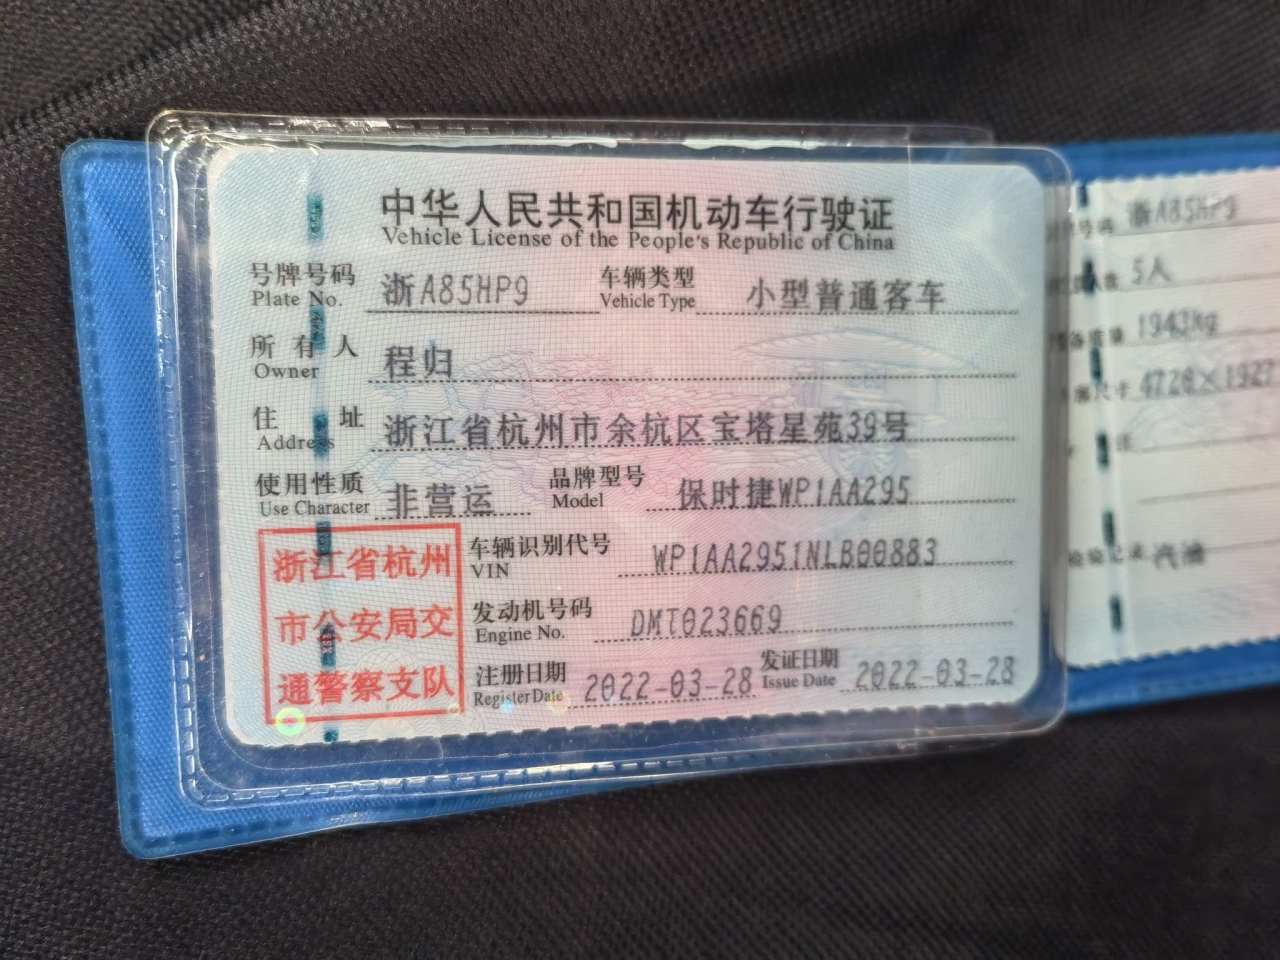 中华人民共和国机动车行驶证
Vehicle License of the People's Republic of China
号牌号码 浙A85HP9 车辆类型 小型普通客车
Plate No. Vehicle Type
所有人 程归
Owner
住址 浙江省杭州市余杭区宝塔星苑39号
Address
使用性质 非营运 品牌型号 保时捷WP1AA295
Use Character Model
浙江省杭州
市公安局交
通警察支队
车辆识别代号 WP1AA2951NLB00883
VIN
发动机号码 DMT023669
Engine No.
注册日期 2022-03-28 发证日期 2022-03-28
Register Date Issue Date
号码 浙A85HP9
5人
质量 1943kg
尺寸 4728×1927
汽油